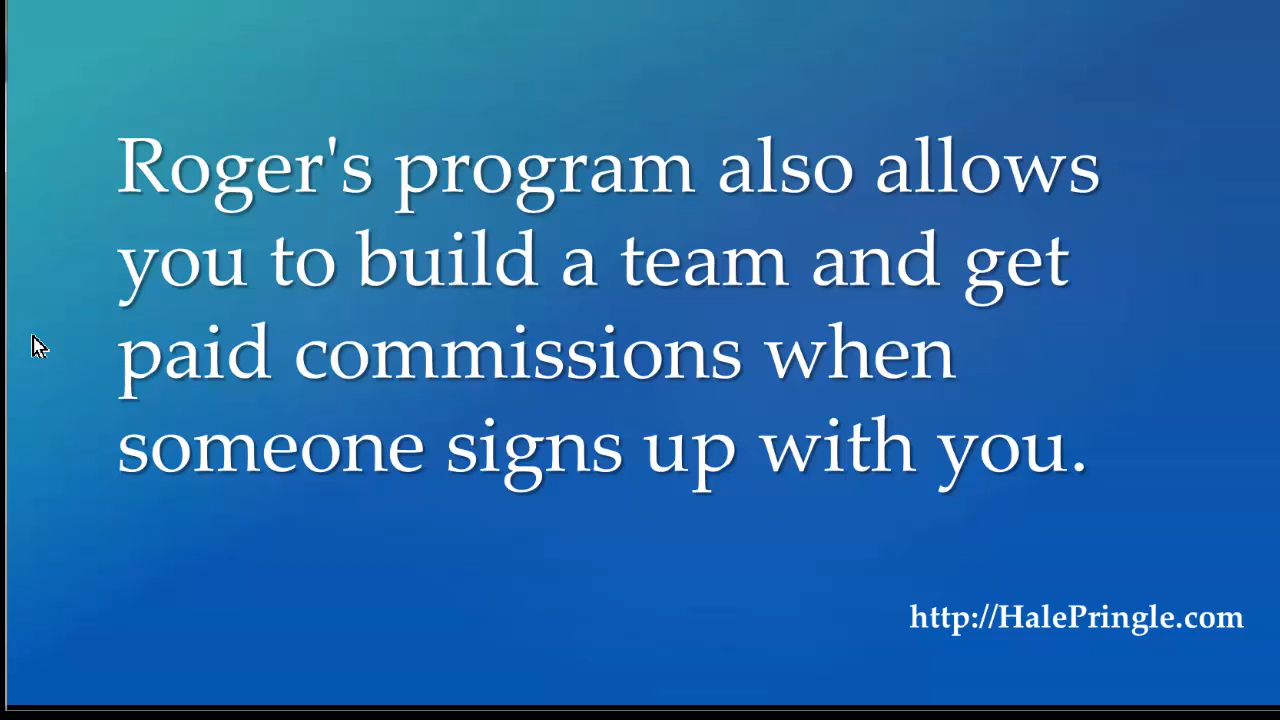 Roger's program also allows
you to build a team and get
paid commissions when
someone signs up with you.
http://HalePringle.com